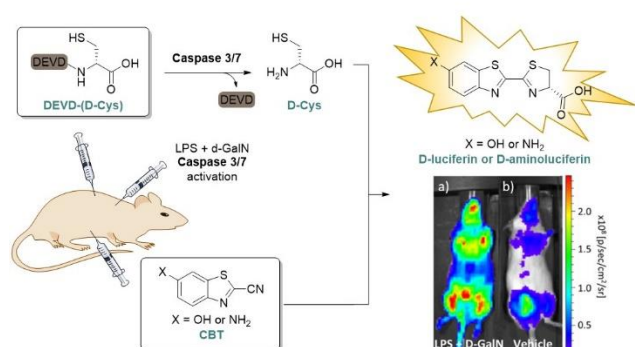 HS
DEVD
N
H
OH
O
DEVD-(D-Cys)
Caspase 3/7
DEVD
HS
H₂N
OH
O
D-Cys
X
S
N
S
N
OH
O
X = OH or NH₂
D-luciferin or D-aminoluciferin
LPS + d-GalN
Caspase 3/7
activation
X
S
N
CN
X = OH or NH₂
CBT
a)
b)
LPS + D-GalN
Vehicle
2.0
1.5
1.0
0.5
x10⁸ [p/sec/cm²/sr]